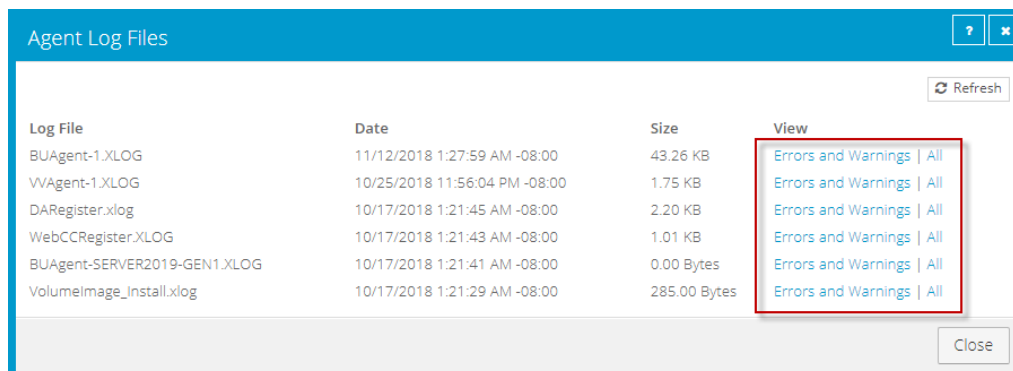 Agent Log Files ?
Refresh
Log File Date Size View
BUAgent-1.XLOG 11/12/2018 1:27:59 AM -08:00 43.26 KB Errors and Warnings | All
VVAgent-1.XLOG 10/25/2018 11:56:04 PM -08:00 1.75 KB Errors and Warnings | All
DARegister.xlog 10/17/2018 1:21:45 AM -08:00 2.20 KB Errors and Warnings | All
WebCCRegister.XLOG 10/17/2018 1:21:43 AM -08:00 1.01 KB Errors and Warnings | All
BUAgent-SERVER2019-GEN1.XLOG 10/17/2018 1:21:41 AM -08:00 0.00 Bytes Errors and Warnings | All
VolumeImage_Install.xlog 10/17/2018 1:21:29 AM -08:00 285.00 Bytes Errors and Warnings | All
Close